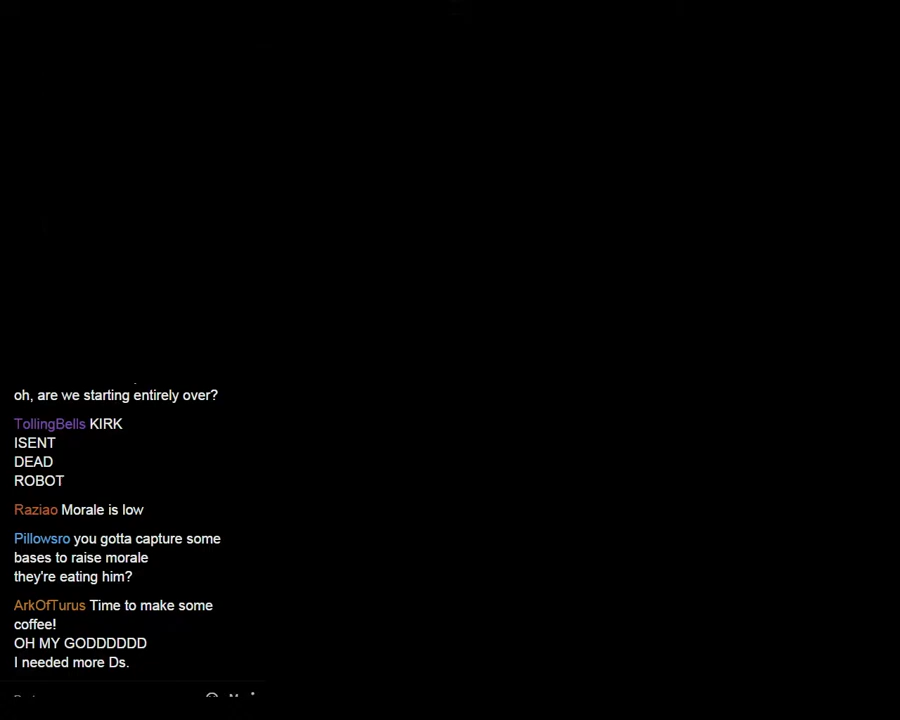 oh, are we starting entirely over?
TollingBells KIRK
ISENT
DEAD
ROBOT
Raziao Morale is low
Pillowsro you gotta capture some
bases to raise morale
they're eating him?
ArkOfTurus Time to make some
coffee!
OH MY GODDDDDD
I needed more Ds.